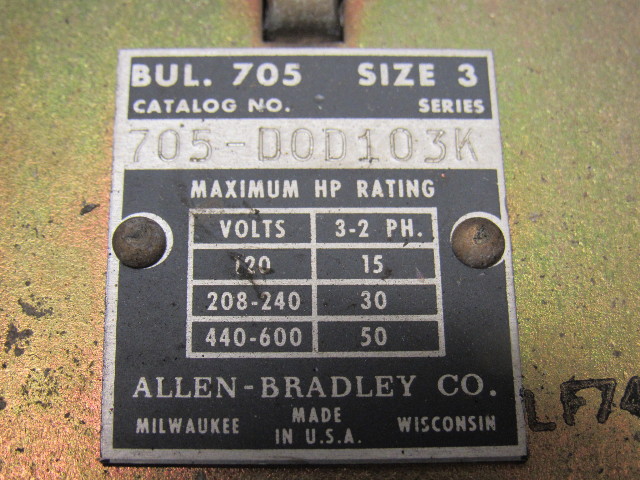 BUL. 705 SIZE 3
CATALOG NO. SERIES
705-DOD103K
MAXIMUM HP RATING
VOLTS 3-2 PH.
120 15
208-240 30
440-600 50
ALLEN-BRADLEY CO.
MILWAUKEE MADE IN U.S.A. WISCONSIN